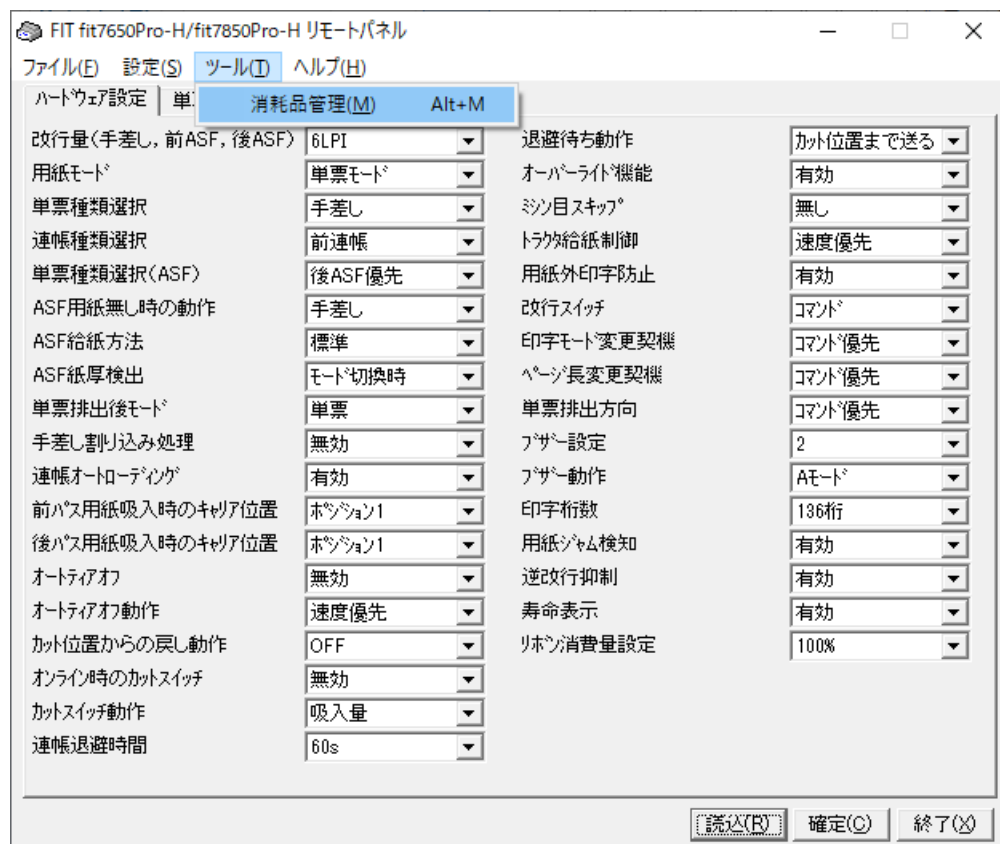 FIT fit7650Pro-H/fit7850Pro-H リモートパネル
ファイル(F) 設定(S) ツール(T) ヘルプ(H)
ハードウェア設定 単
消耗品管理(M) Alt+M
改行量(手差し,前ASF,後ASF) 6LPI
用紙モード 単票モード
単票種類選択 手差し
連帳種類選択 前連帳
単票種類選択(ASF) 後ASF優先
ASF用紙無し時の動作 手差し
ASF給紙方法 標準
ASF紙厚検出 モード切換時
単票排出後モード 単票
手差し割り込み処理 無効
連帳オートローディング 有効
前パス用紙吸入時のキャリア位置 ポジション1
後パス用紙吸入時のキャリア位置 ポジション1
オートティアオフ 無効
オートティアオフ動作 速度優先
カット位置からの戻し動作 OFF
オンライン時のカットスイッチ 無効
カットスイッチ動作 吸入量
連帳退避時間 60s
退避待ち動作 カット位置まで送る
オーバーライド機能 有効
ミシン目スキップ 無し
トラクタ給紙制御 速度優先
用紙外印字防止 有効
改行スイッチ コマンド
印字モード変更契機 コマンド優先
ページ長変更契機 コマンド優先
単票排出方向 コマンド優先
ブザー設定 2
ブザー動作 Aモード
印字桁数 136桁
用紙ジャム検知 有効
逆改行抑制 有効
寿命表示 有効
リボン消費量設定 100%
読込(R) 確定(C) 終了(X)